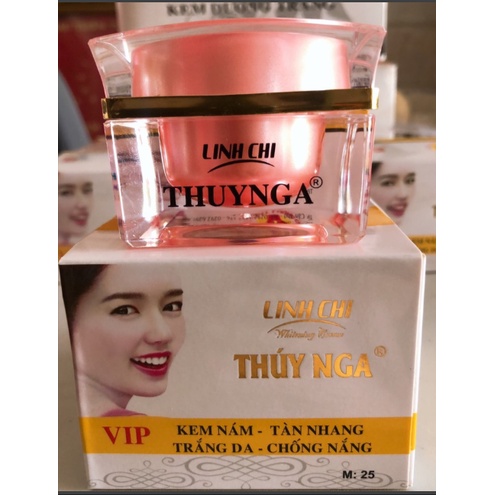 KEM DƯỠNG TRẮNG
LINH CHI
THUYNGA®
LINH CHI
Whitening Cream
THÚY NGA®
VIP
KEM NÁM - TÀN NHANG
TRẮNG DA - CHỐNG NẮNG
M: 25